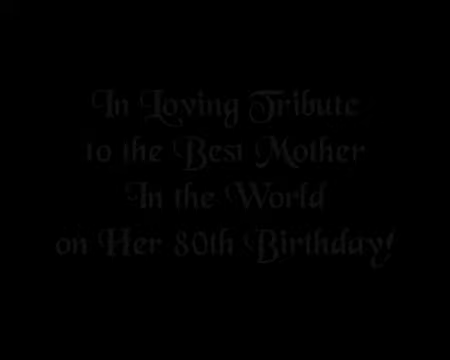 In Loving Tribute
to the Best Mother
In the World
on Her 80th Birthday!